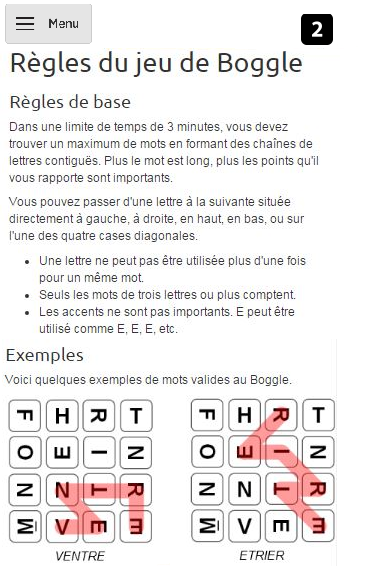 Menu
2
Règles du jeu de Boggle
Règles de base
Dans une limite de temps de 3 minutes, vous devez
trouver un maximum de mots en formant des chaînes de
lettres contiguës. Plus le mot est long, plus les points qu'il
vous rapporte sont importants.
Vous pouvez passer d'une lettre à la suivante située
directement à gauche, à droite, en haut, en bas, ou sur
l'une des quatre cases diagonales.
• Une lettre ne peut pas être utilisée plus d'une fois
pour un même mot.
• Seuls les mots de trois lettres ou plus comptent.
• Les accents ne sont pas importants. E peut être
utilisé comme E, E, E, etc.
Exemples
Voici quelques exemples de mots valides au Boggle.
F H R T F H R T
O E I N O E I N
N N T R N N T R
M V E E M V E E
VENTRE ETRIER